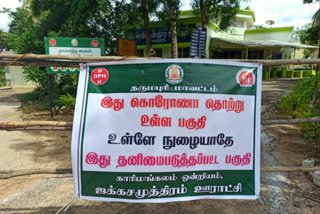 DPH
தருமபுரி மாவட்டம்
இது கொரோணா தொற்று
உள்ள பகுதி
உள்ளே நுழையாதே
இது தனிமைபடுத்தப்பட்ட பகுதி
காரிமங்கலம் ஒன்றியம்,
ஜக்கசமுத்திரம் ஊராட்சி